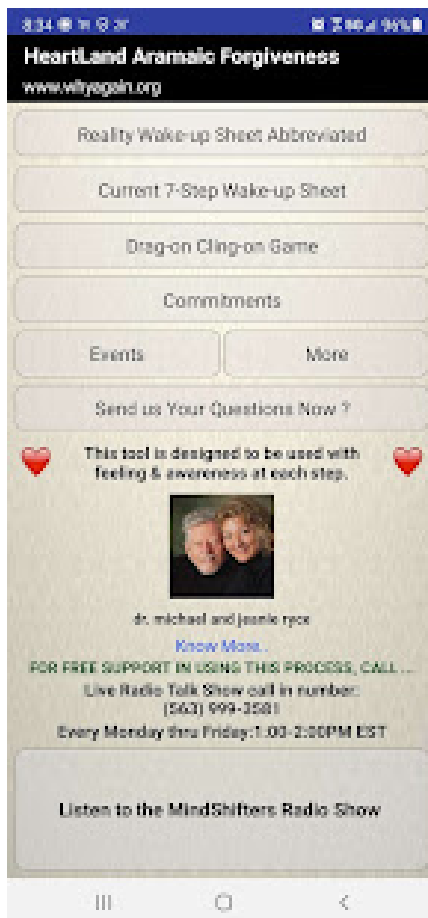 8:34
96%
HeartLand Aramaic Forgiveness
www.whyagain.org
Reality Wake-up Sheet Abbreviated
Current 7-Step Wake-up Sheet
Drag-on Cling-on Game
Commitments
Events
More
Send us Your Questions Now ?
This tool is designed to be used with
feeling & awareness at each step.
dr. michael and jeanie ryce
Know More..
FOR FREE SUPPORT IN USING THIS PROCESS, CALL ...
Live Radio Talk Show call in number:
(563) 999-3581
Every Monday thru Friday:1:00-2:00PM EST
Listen to the MindShifters Radio Show